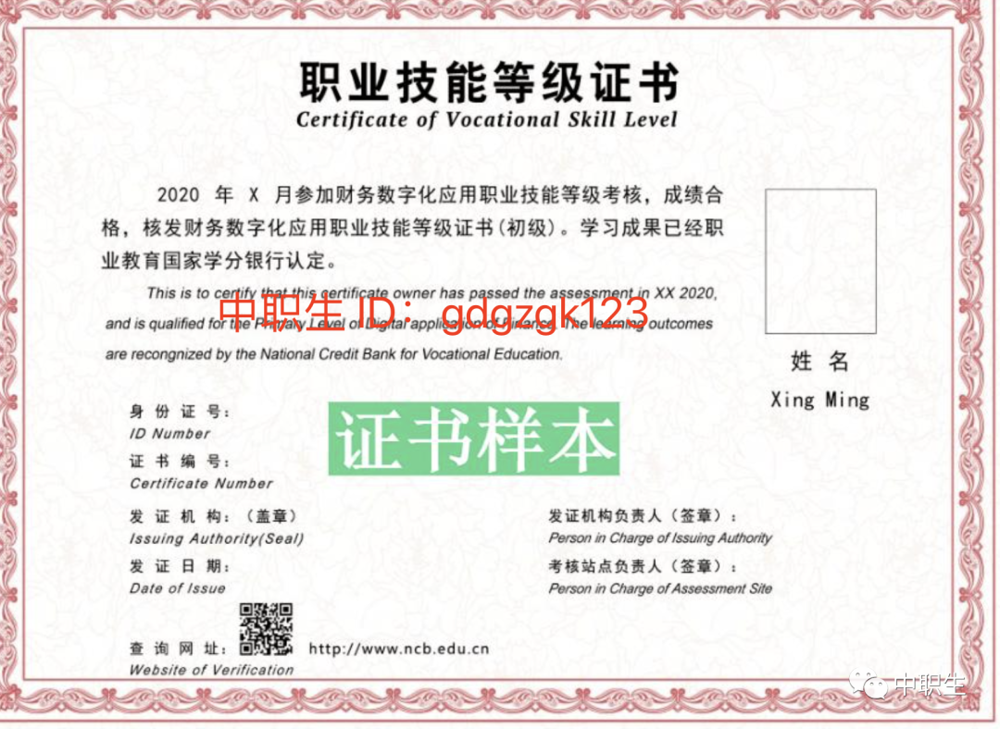 职业技能等级证书
Certificate of Vocational Skill Level
2020 年 X 月参加财务数字化应用职业技能等级考核，成绩合
格，核发财务数字化应用职业技能等级证书(初级)。学习成果已经职
业教育国家学分银行认定。
This is to certify that this certificate owner has passed the assessment in XX 2020,
中职生 ID：gdgzgk123
and is qualified for the Primary Level of Digital application of Finance. The learning outcomes
are recongnized by the National Credit Bank for Vocational Education.
姓 名
Xing Ming
身 份 证 号：
ID Number
证书样本
证 书 编 号：
Certificate Number
发 证 机 构：（盖章）
Issuing Authority(Seal)
发证机构负责人（签章）：
Person in Charge of Issuing Authority
发 证 日 期：
Date of Issue
考核站点负责人（签章）：
Person in Charge of Assessment Site
查 询 网 址： http://www.ncb.edu.cn
Website of Verification
中职生